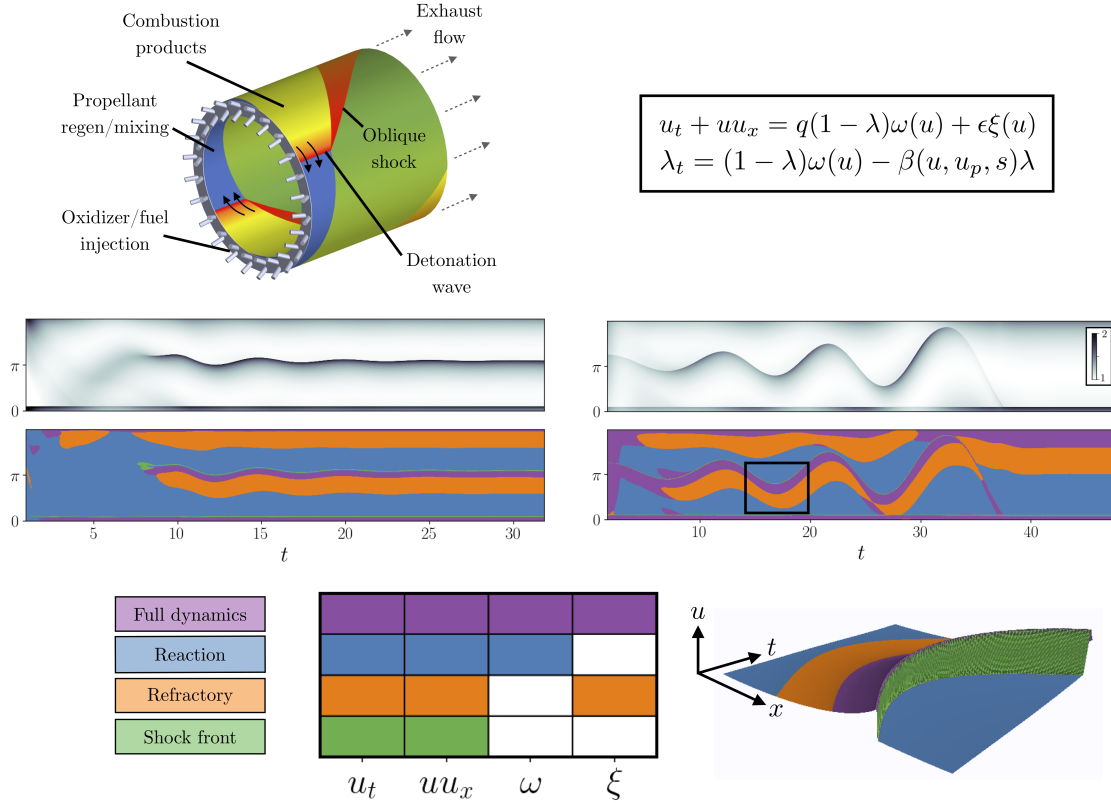 Combustion
products
Exhaust
flow
Propellant
regen/mixing
Oblique
shock
Oxidizer/fuel
injection
Detonation
wave
u_t + uu_x = q(1 − λ)ω(u) + ϵξ(u)
λ_t = (1 − λ)ω(u) − β(u, u_p, s)λ
π
0
π
0
5 10 15 20 25 30
t
π
0
2
1
π
0
10 20 30 40
t
Full dynamics
Reaction
Refractory
Shock front
u_t uu_x ω ξ
u
t
x